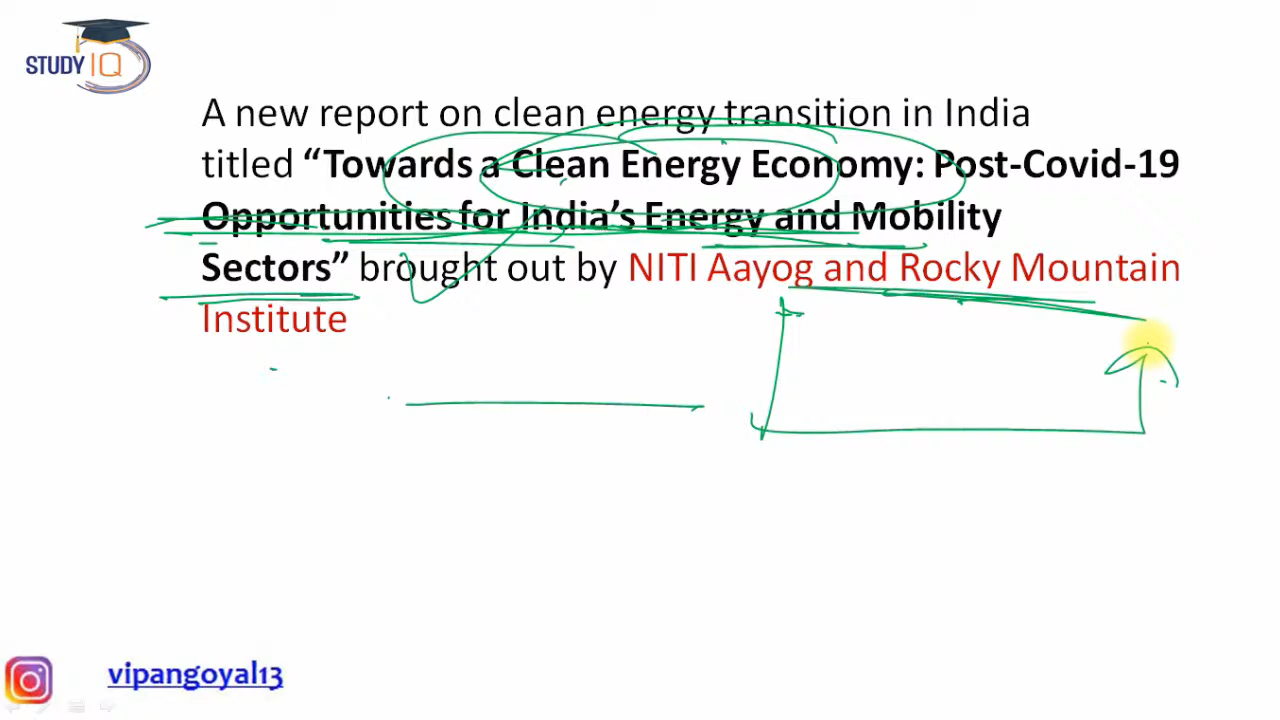 STUDY IQ
A new report on clean energy transition in India
titled “Towards a Clean Energy Economy: Post-Covid-19
Opportunities for India’s Energy and Mobility
Sectors” brought out by NITI Aayog and Rocky Mountain
Institute
vipangoyal13